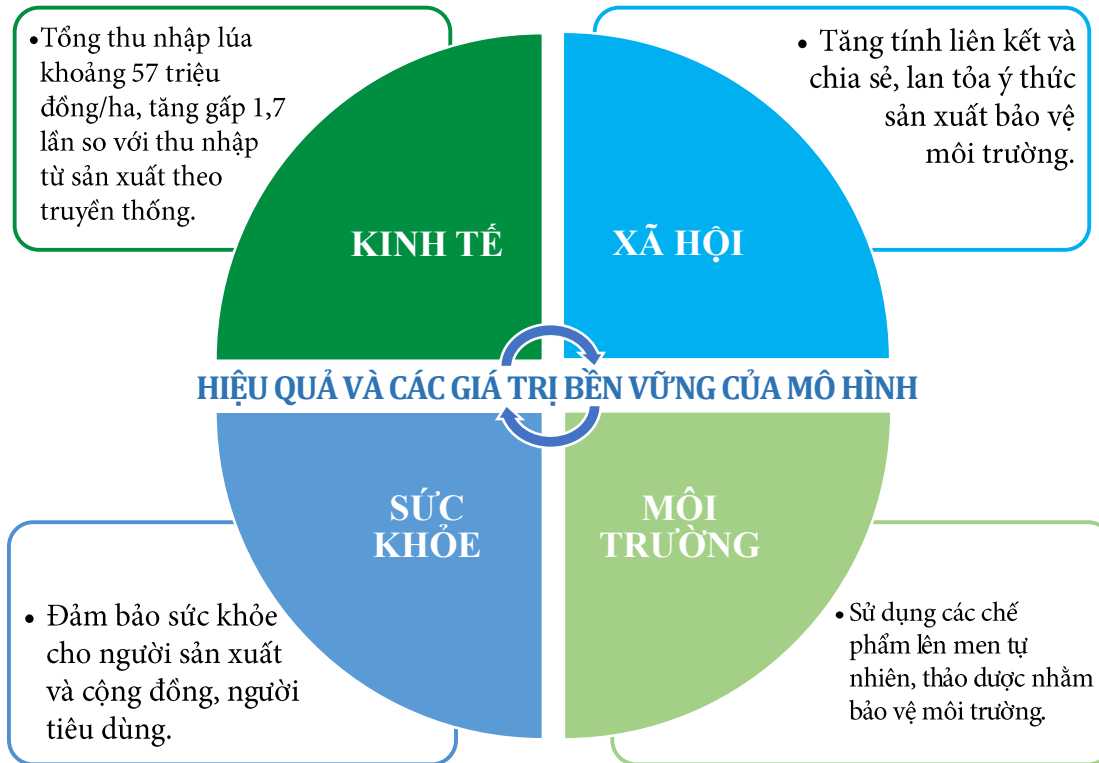 •Tổng thu nhập lúa
khoảng 57 triệu
đồng/ha, tăng gấp 1,7
lần so với thu nhập
từ sản xuất theo
truyền thống.
• Tăng tính liên kết và
chia sẻ, lan tỏa ý thức
sản xuất bảo vệ
môi trường.
KINH TẾ
XÃ HỘI
HIỆU QUẢ VÀ CÁC GIÁ TRỊ BỀN VỮNG CỦA MÔ HÌNH
SỨC
KHỎE
MÔI
TRƯỜNG
• Đảm bảo sức khỏe
cho người sản xuất
và cộng đồng, người
tiêu dùng.
• Sử dụng các chế
phẩm lên men tự
nhiên, thảo dược nhằm
bảo vệ môi trường.